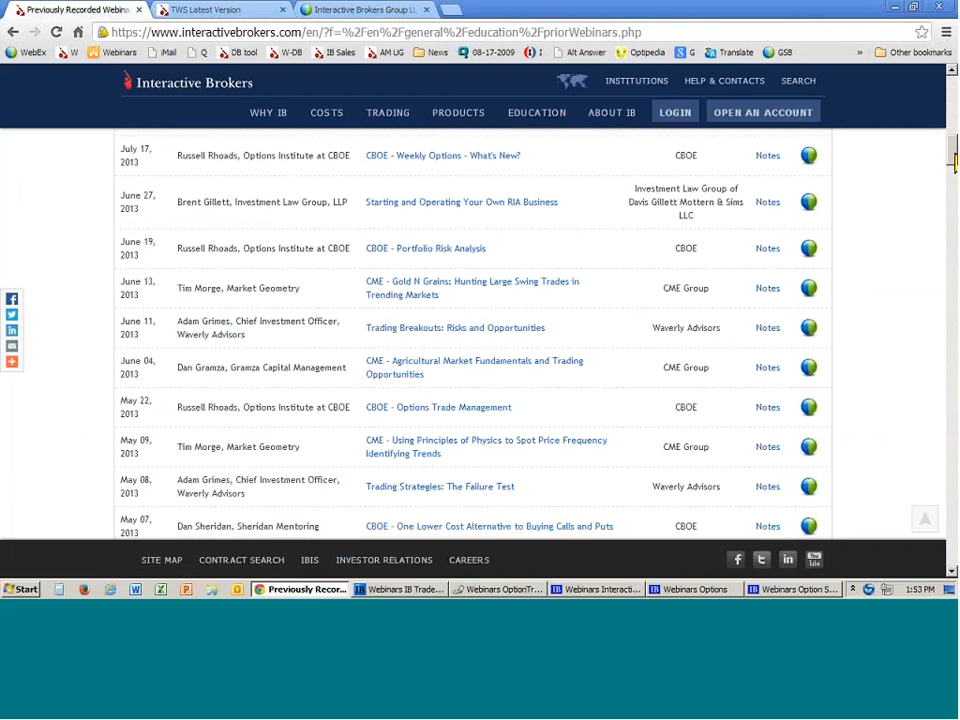 Previously Recorded Webina
TWS Latest Version
Interactive Brokers Group L
https://www.interactivebrokers.com/en/?f=%2Fen%2Fgeneral%2Feducation%2FpriorWebinars.php
WebEx W Webinars iMail Q DB tool W-DB IB Sales AM UG News 08-17-2009 I Alt Answer Optipedia G Translate GSB » Other bookmarks
Interactive Brokers
INSTITUTIONS HELP & CONTACTS SEARCH
WHY IB COSTS TRADING PRODUCTS EDUCATION ABOUT IB LOGIN OPEN AN ACCOUNT
July 17,
2013
Russell Rhoads, Options Institute at CBOE
CBOE - Weekly Options - What's New?
CBOE
Notes
June 27,
2013
Brent Gillett, Investment Law Group, LLP
Starting and Operating Your Own RIA Business
Investment Law Group of
Davis Gillett Mottern & Sims
LLC
Notes
June 19,
2013
Russell Rhoads, Options Institute at CBOE
CBOE - Portfolio Risk Analysis
CBOE
Notes
June 13,
2013
Tim Morge, Market Geometry
CME - Gold N Grains: Hunting Large Swing Trades in
Trending Markets
CME Group
Notes
June 11,
2013
Adam Grimes, Chief Investment Officer,
Waverly Advisors
Trading Breakouts: Risks and Opportunities
Waverly Advisors
Notes
June 04,
2013
Dan Gramza, Gramza Capital Management
CME - Agricultural Market Fundamentals and Trading
Opportunities
CME Group
Notes
May 22,
2013
Russell Rhoads, Options Institute at CBOE
CBOE - Options Trade Management
CBOE
Notes
May 09,
2013
Tim Morge, Market Geometry
CME - Using Principles of Physics to Spot Price Frequency
Identifying Trends
CME Group
Notes
May 08,
2013
Adam Grimes, Chief Investment Officer,
Waverly Advisors
Trading Strategies: The Failure Test
Waverly Advisors
Notes
May 07,
2013
Dan Sheridan, Sheridan Mentoring
CBOE - One Lower Cost Alternative to Buying Calls and Puts
CBOE
Notes
SITE MAP CONTRACT SEARCH IBIS INVESTOR RELATIONS CAREERS
Start
Previously Recor...
Webinars IB Trade...
Webinars OptionTr...
Webinars Interacti...
Webinars Options
Webinars Option S...
1:53 PM